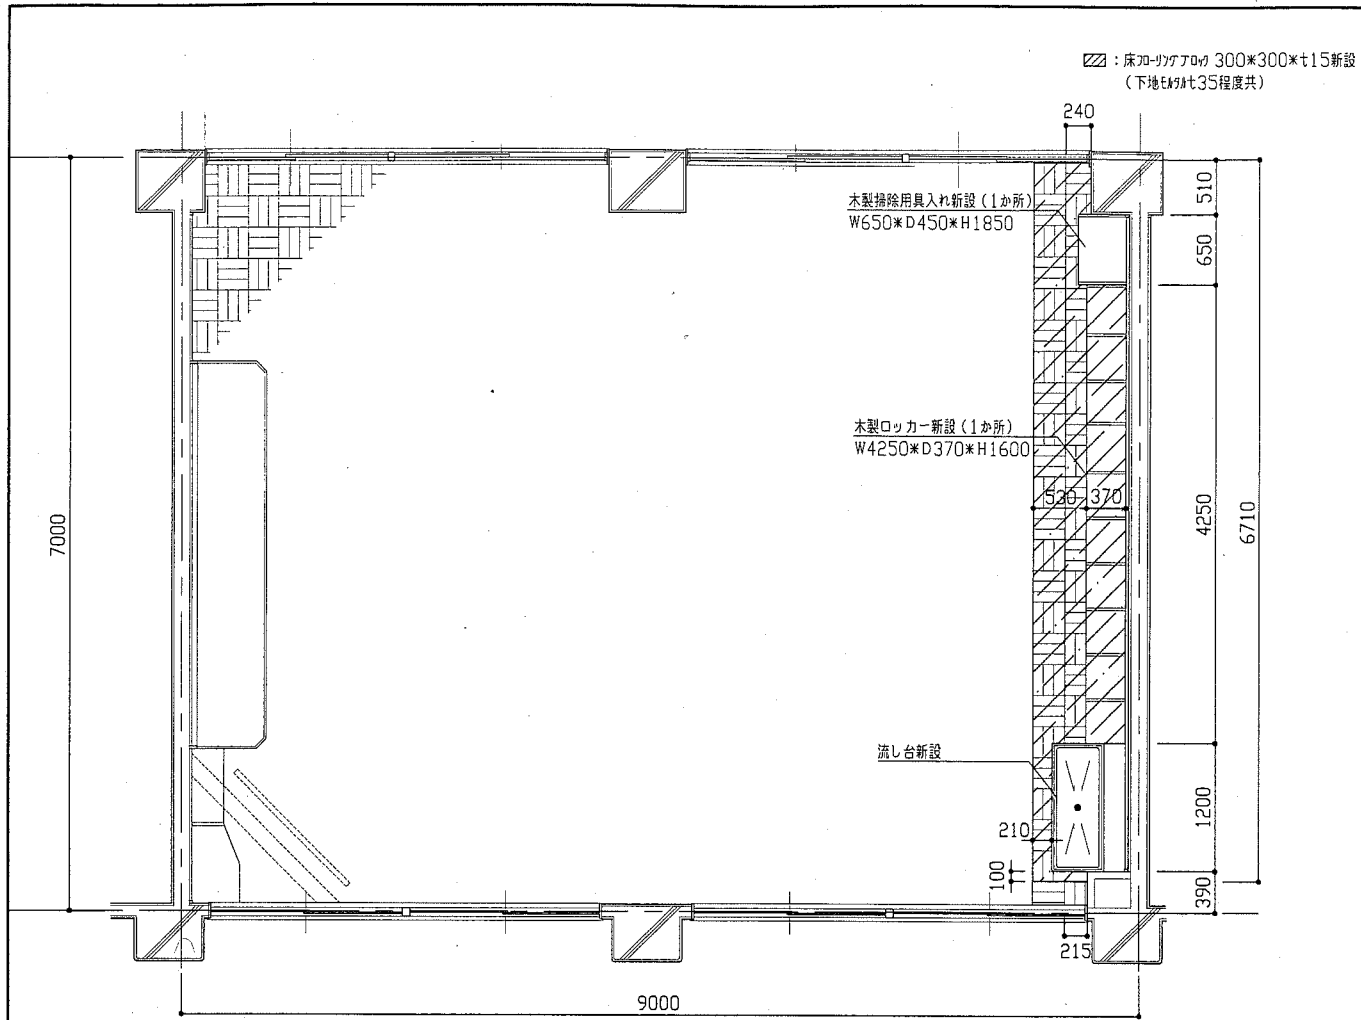 ：床フローリングブロック 300*300*t15新設
（下地モルタルt35程度共）
240
510
木製掃除用具入れ新設（1か所）
W650*D450*H1850
650
木製ロッカー新設（1か所）
W4250*D370*H1600
530
370
4250
6710
7000
流し台新設
210
1200
100
390
215
9000